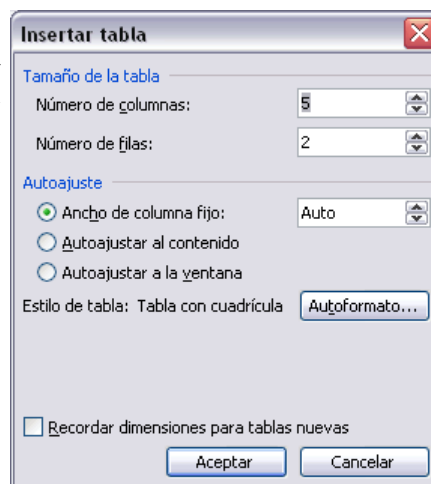 Insertar tabla
Tamaño de la tabla
Número de columnas: 5
Número de filas: 2
Autoajuste
Ancho de columna fijo: Auto
Autoajustar al contenido
Autoajustar a la ventana
Estilo de tabla: Tabla con cuadrícula Autoformato...
Recordar dimensiones para tablas nuevas
Aceptar Cancelar